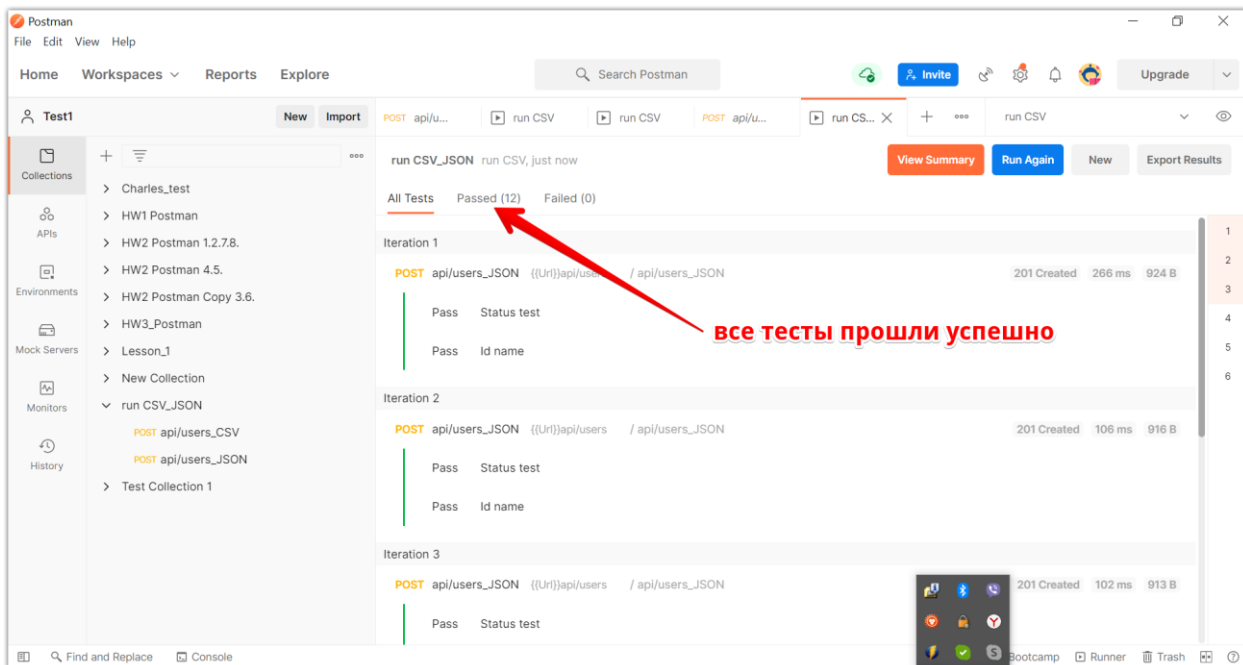 Postman
File Edit View Help
Home Workspaces Reports Explore Search Postman Invite Upgrade
Test1 New Import POST api/u... run CSV run CSV POST api/u... run CS... run CSV
Collections
APIs
Environments
Mock Servers
Monitors
History
Charles_test
HW1 Postman
HW2 Postman 1.2.7.8.
HW2 Postman 4.5.
HW2 Postman Copy 3.6.
HW3_Postman
Lesson_1
New Collection
run CSV_JSON
POST api/users_CSV
POST api/users_JSON
Test Collection 1
run CSV_JSON run CSV, just now View Summary Run Again New Export Results
All Tests Passed (12) Failed (0)
Iteration 1
POST api/users_JSON {{Url}}api/users / api/users_JSON 201 Created 266 ms 924 B
Pass Status test
все тесты прошли успешно
Pass Id name
Iteration 2
POST api/users_JSON {{Url}}api/users / api/users_JSON 201 Created 106 ms 916 B
Pass Status test
Pass Id name
Iteration 3
POST api/users_JSON {{Url}}api/users / api/users_JSON 201 Created 102 ms 913 B
Pass Status test
1
2
3
4
5
6
Find and Replace Console Bootcamp Runner Trash